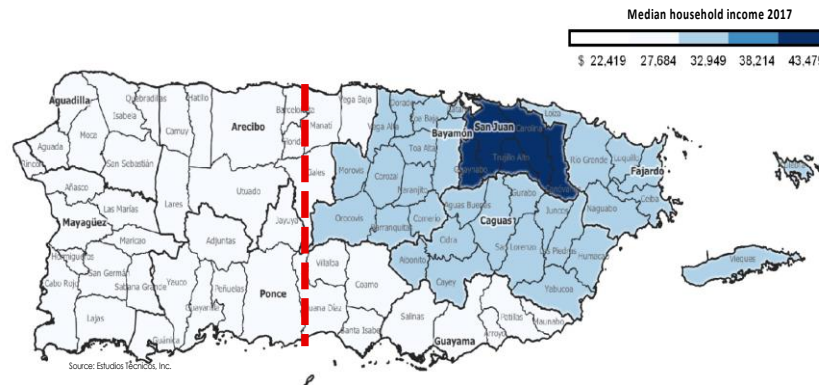 Median household income 2017
$ 22,419 27,684 32,949 38,214 43,479
Quebradillas Hatillo Barceloneta Vega Baja Dorado Toa Baja Loiza
Aguadilla Isabela Camuy Arecibo Manatí Vega Alta Bayamón San Juan Carolina
Moca Toa Alta Trujillo Alto Río Grande Luquillo
Aguada San Sebastián Morovis Corozal Guaynabo Fajardo
Rincón Utuado Ciales Naranjito Gurabo Ceiba
Añasco Las Marías Lares Jayuya Orocovis Comerío Aguas Buenas Caguas Juncos Naguabo
Mayagüez Maricao Adjuntas Barranquitas Cidra San Lorenzo Las Piedras Humacao
Hormigueros San Germán Villalba Aibonito Vieques
Cabo Rojo Sabana Grande Yauco Peñuelas Ponce Coamo Cayey Yabucoa
Lajas Guayanilla Juana Díaz Salinas Patillas Maunabo
Guánica Santa Isabel Guayama Arroyo
Source: Estudios Técnicos, Inc.